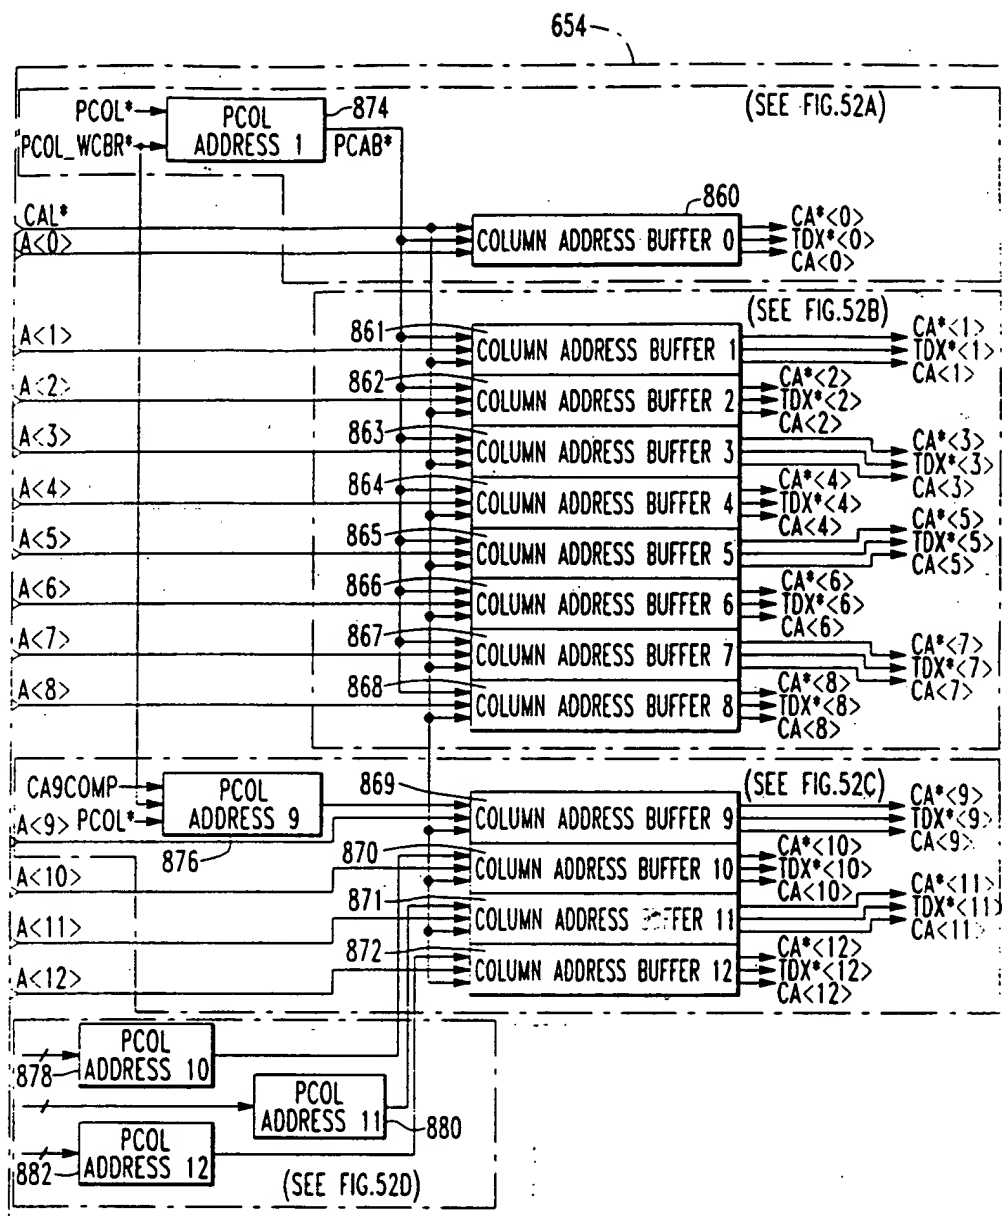 654
(SEE FIG.52A)
PCOL*
PCOL_WCBR*
PCOL
ADDRESS 1
874
PCAB*
CAL*
A<0>
860
COLUMN ADDRESS BUFFER 0
CA*<0>
TDX*<0>
CA<0>
(SEE FIG.52B)
A<1>
861
COLUMN ADDRESS BUFFER 1
CA*<1>
TDX*<1>
CA<1>
A<2>
862
COLUMN ADDRESS BUFFER 2
CA*<2>
TDX*<2>
CA<2>
A<3>
863
COLUMN ADDRESS BUFFER 3
CA*<3>
TDX*<3>
CA<3>
A<4>
864
COLUMN ADDRESS BUFFER 4
CA*<4>
TDX*<4>
CA<4>
A<5>
865
COLUMN ADDRESS BUFFER 5
CA*<5>
TDX*<5>
CA<5>
A<6>
866
COLUMN ADDRESS BUFFER 6
CA*<6>
TDX*<6>
CA<6>
A<7>
867
COLUMN ADDRESS BUFFER 7
CA*<7>
TDX*<7>
CA<7>
A<8>
868
COLUMN ADDRESS BUFFER 8
CA*<8>
TDX*<8>
CA<8>
(SEE FIG.52C)
CA9COMP
PCOL*
PCOL
ADDRESS 9
876
A<9>
869
COLUMN ADDRESS BUFFER 9
CA*<9>
TDX*<9>
CA<9>
A<10>
870
COLUMN ADDRESS BUFFER 10
CA*<10>
TDX*<10>
CA<10>
A<11>
871
COLUMN ADDRESS BUFFER 11
CA*<11>
TDX*<11>
CA<11>
A<12>
872
COLUMN ADDRESS BUFFER 12
CA*<12>
TDX*<12>
CA<12>
878
PCOL
ADDRESS 10
PCOL
ADDRESS 11
880
882
PCOL
ADDRESS 12
(SEE FIG.52D)